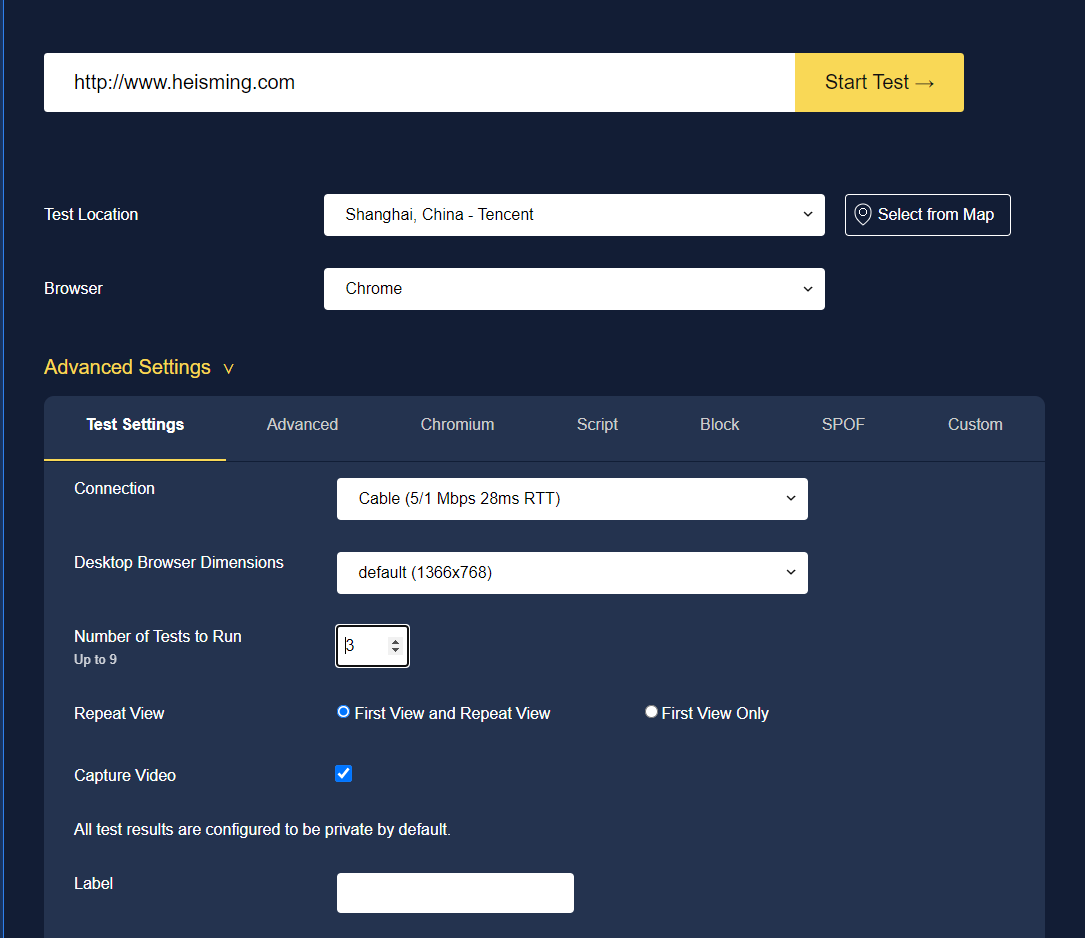 http://www.heisming.com
Start Test →
Test Location
Shanghai, China - Tencent
Select from Map
Browser
Chrome
Advanced Settings v
Test Settings
Advanced
Chromium
Script
Block
SPOF
Custom
Connection
Cable (5/1 Mbps 28ms RTT)
Desktop Browser Dimensions
default (1366x768)
Number of Tests to Run
Up to 9
3
Repeat View
First View and Repeat View
First View Only
Capture Video
All test results are configured to be private by default.
Label